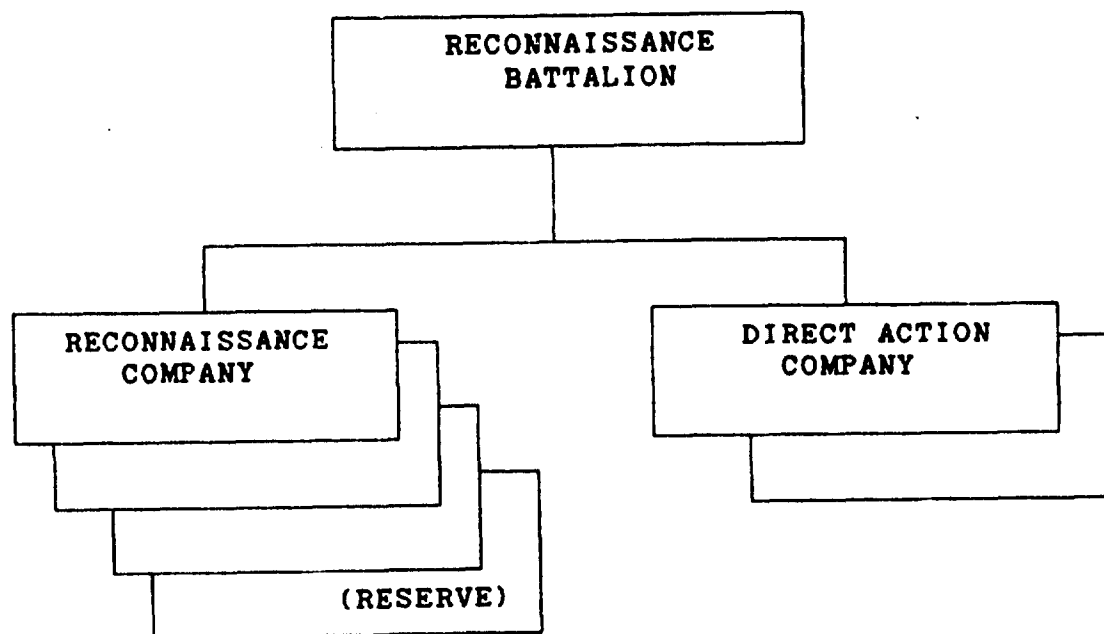 RECONNAISSANCE
BATTALION
RECONNAISSANCE
COMPANY
DIRECT ACTION
COMPANY
(RESERVE)